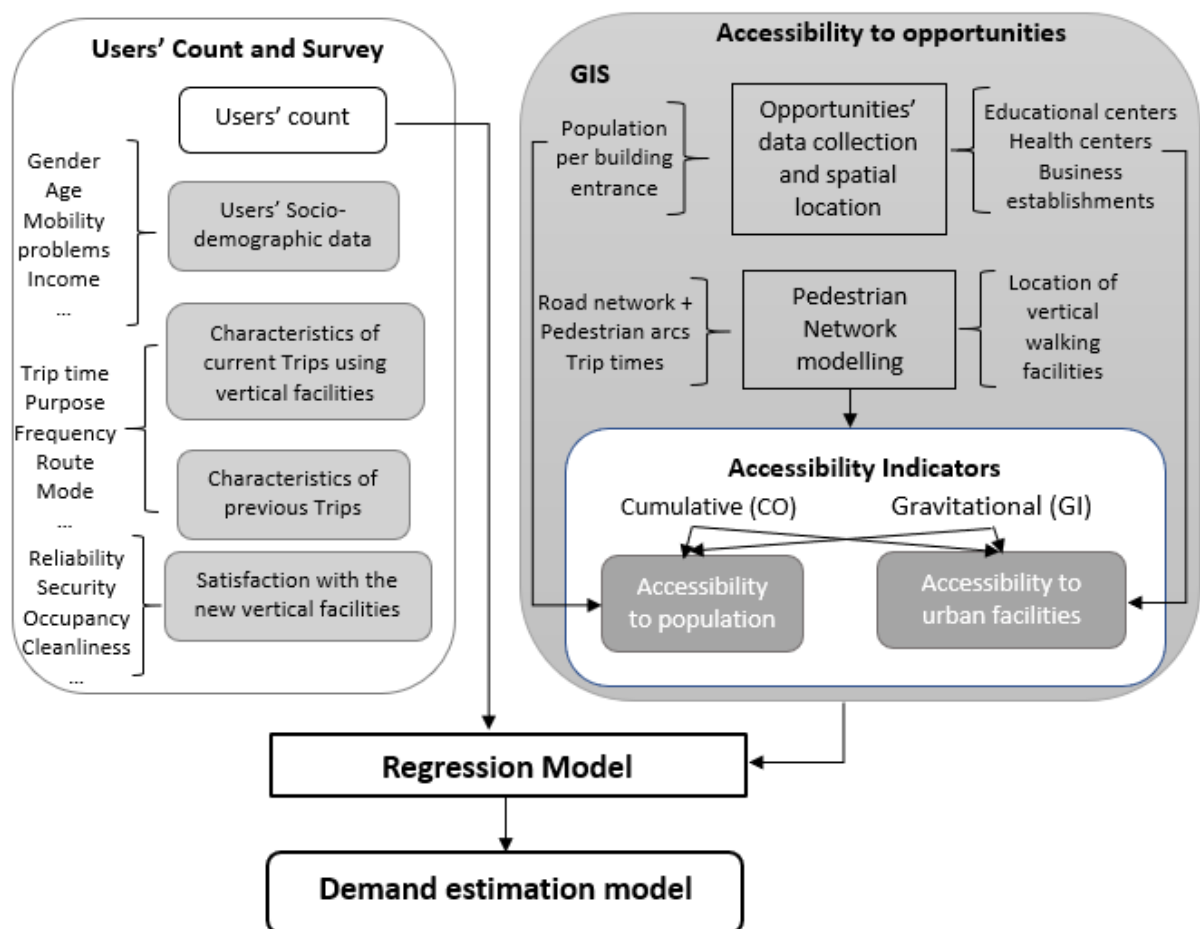 Users' Count and Survey
Users' count
Gender
Age
Mobility
problems
Income
...
Users' Socio-
demographic data
Trip time
Purpose
Frequency
Route
Mode
...
Characteristics of
current Trips using
vertical facilities
Characteristics of
previous Trips
Reliability
Security
Occupancy
Cleanliness
...
Satisfaction with the
new vertical facilities
Accessibility to opportunities
GIS
Population
per building
entrance
Opportunities'
data collection
and spatial
location
Educational centers
Health centers
Business
establishments
Road network +
Pedestrian arcs
Trip times
Pedestrian
Network
modelling
Location of
vertical
walking
facilities
Accessibility Indicators
Cumulative (CO)
Gravitational (GI)
Accessibility
to population
Accessibility to
urban facilities
Regression Model
Demand estimation model